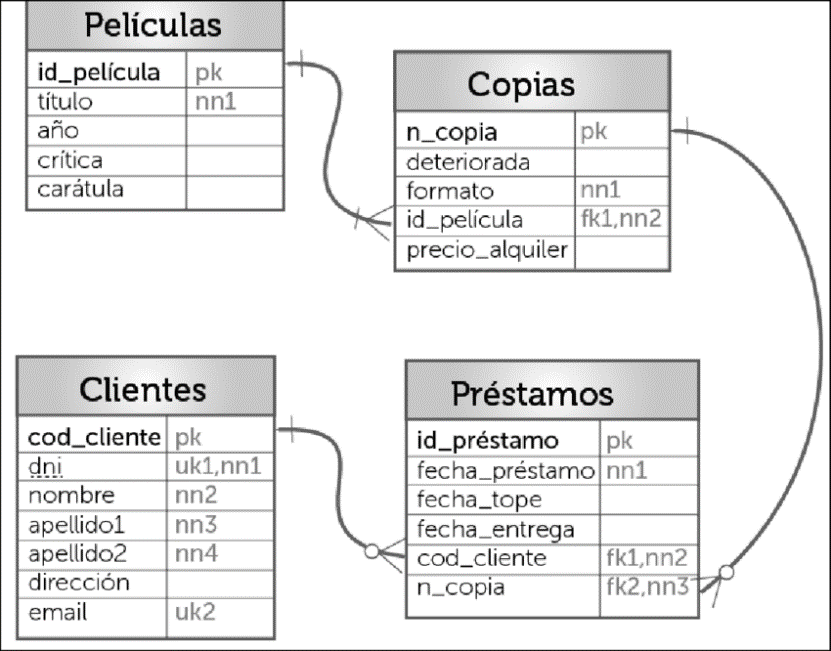 Películas
id_película pk
título nn1
año
crítica
carátula
Copias
n_copia pk
deteriorada
formato nn1
id_película fk1,nn2
precio_alquiler
Clientes
cod_cliente pk
dni uk1,nn1
nombre nn2
apellido1 nn3
apellido2 nn4
dirección
email uk2
Préstamos
id_préstamo pk
fecha_préstamo nn1
fecha_tope
fecha_entrega
cod_cliente fk1,nn2
n_copia fk2,nn3